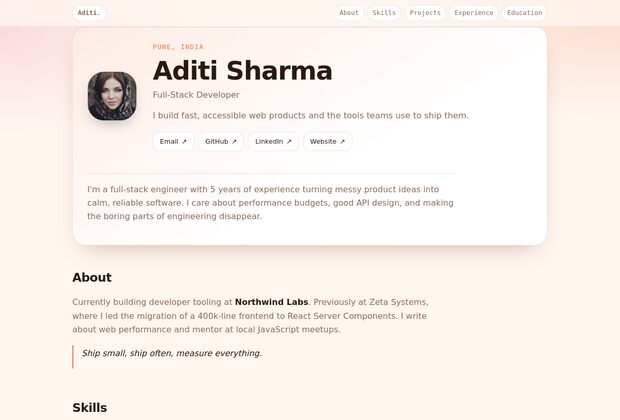 Aditi.
About
Skills
Projects
Experience
Education
PUNE, INDIA
Aditi Sharma
Full-Stack Developer
I build fast, accessible web products and the tools teams use to ship them.
Email ↗
GitHub ↗
LinkedIn ↗
Website ↗
I'm a full-stack engineer with 5 years of experience turning messy product ideas into
calm, reliable software. I care about performance budgets, good API design, and making
the boring parts of engineering disappear.
About
Currently building developer tooling at Northwind Labs. Previously at Zeta Systems,
where I led the migration of a 400k-line frontend to React Server Components. I write
about web performance and mentor at local JavaScript meetups.
Ship small, ship often, measure everything.
Skills